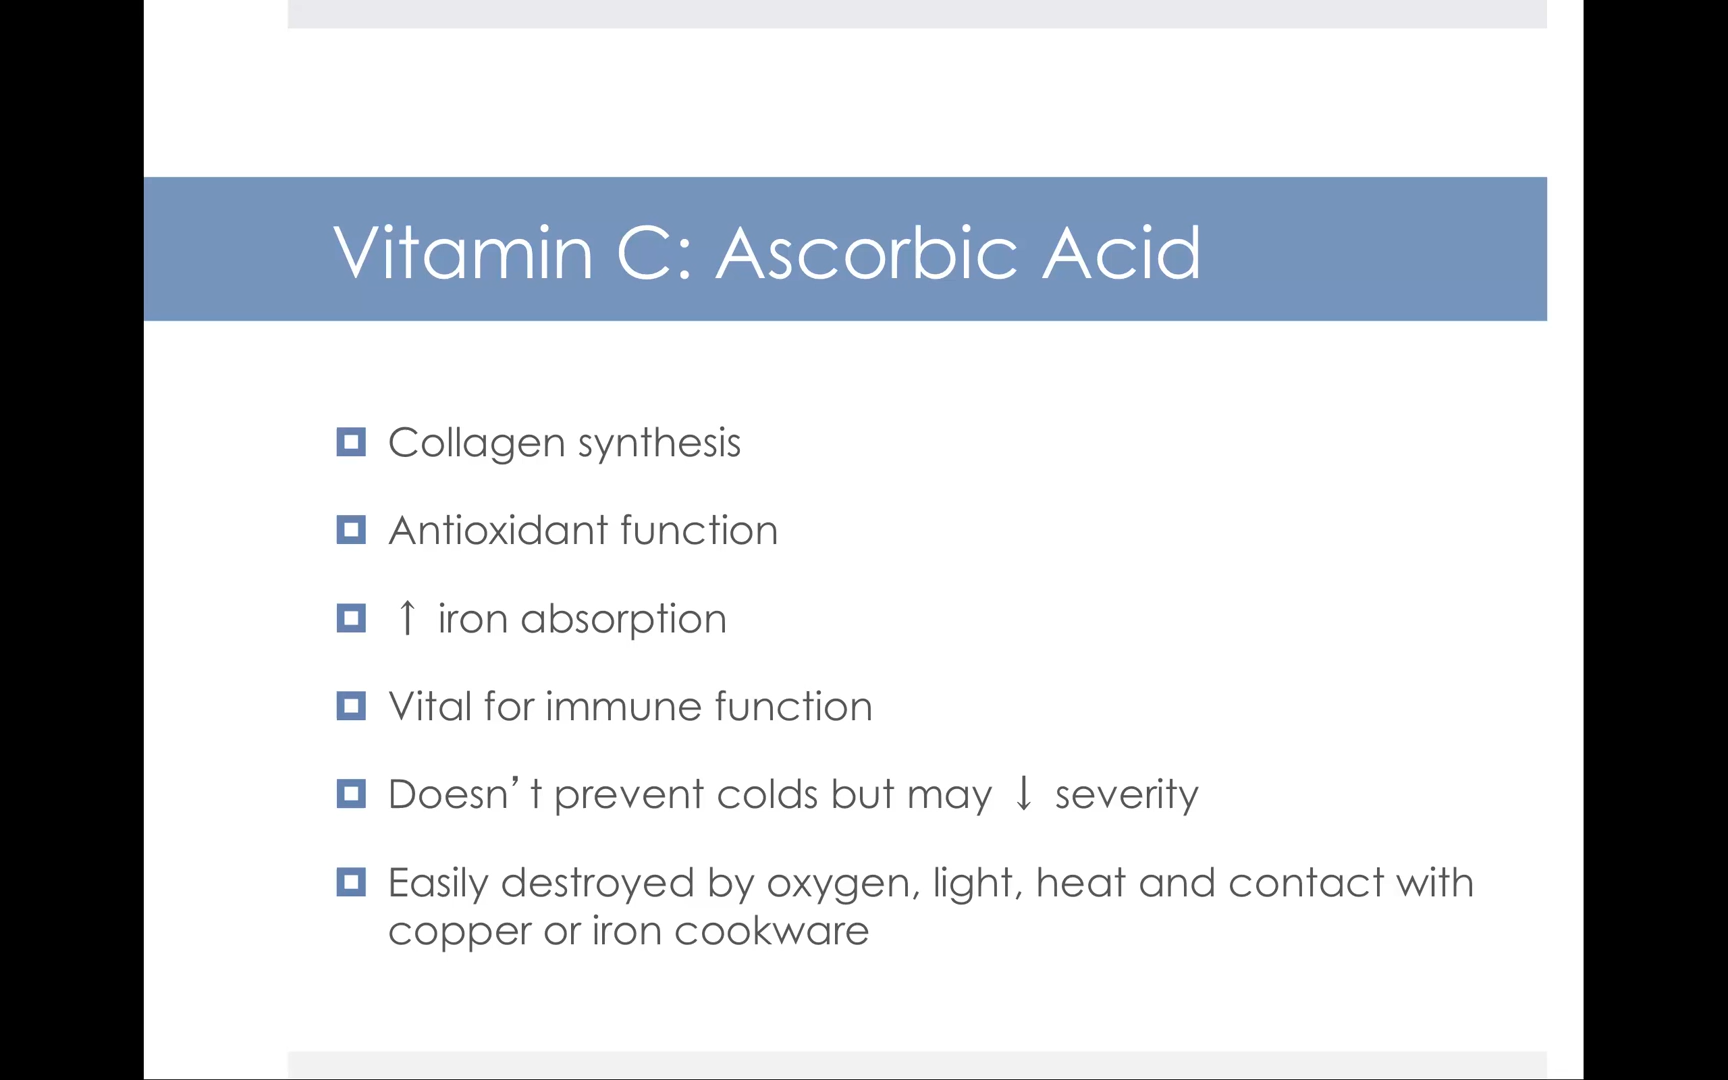 Vitamin C: Ascorbic Acid
Collagen synthesis
Antioxidant function
↑ iron absorption
Vital for immune function
Doesn’t prevent colds but may ↓ severity
Easily destroyed by oxygen, light, heat and contact with
copper or iron cookware